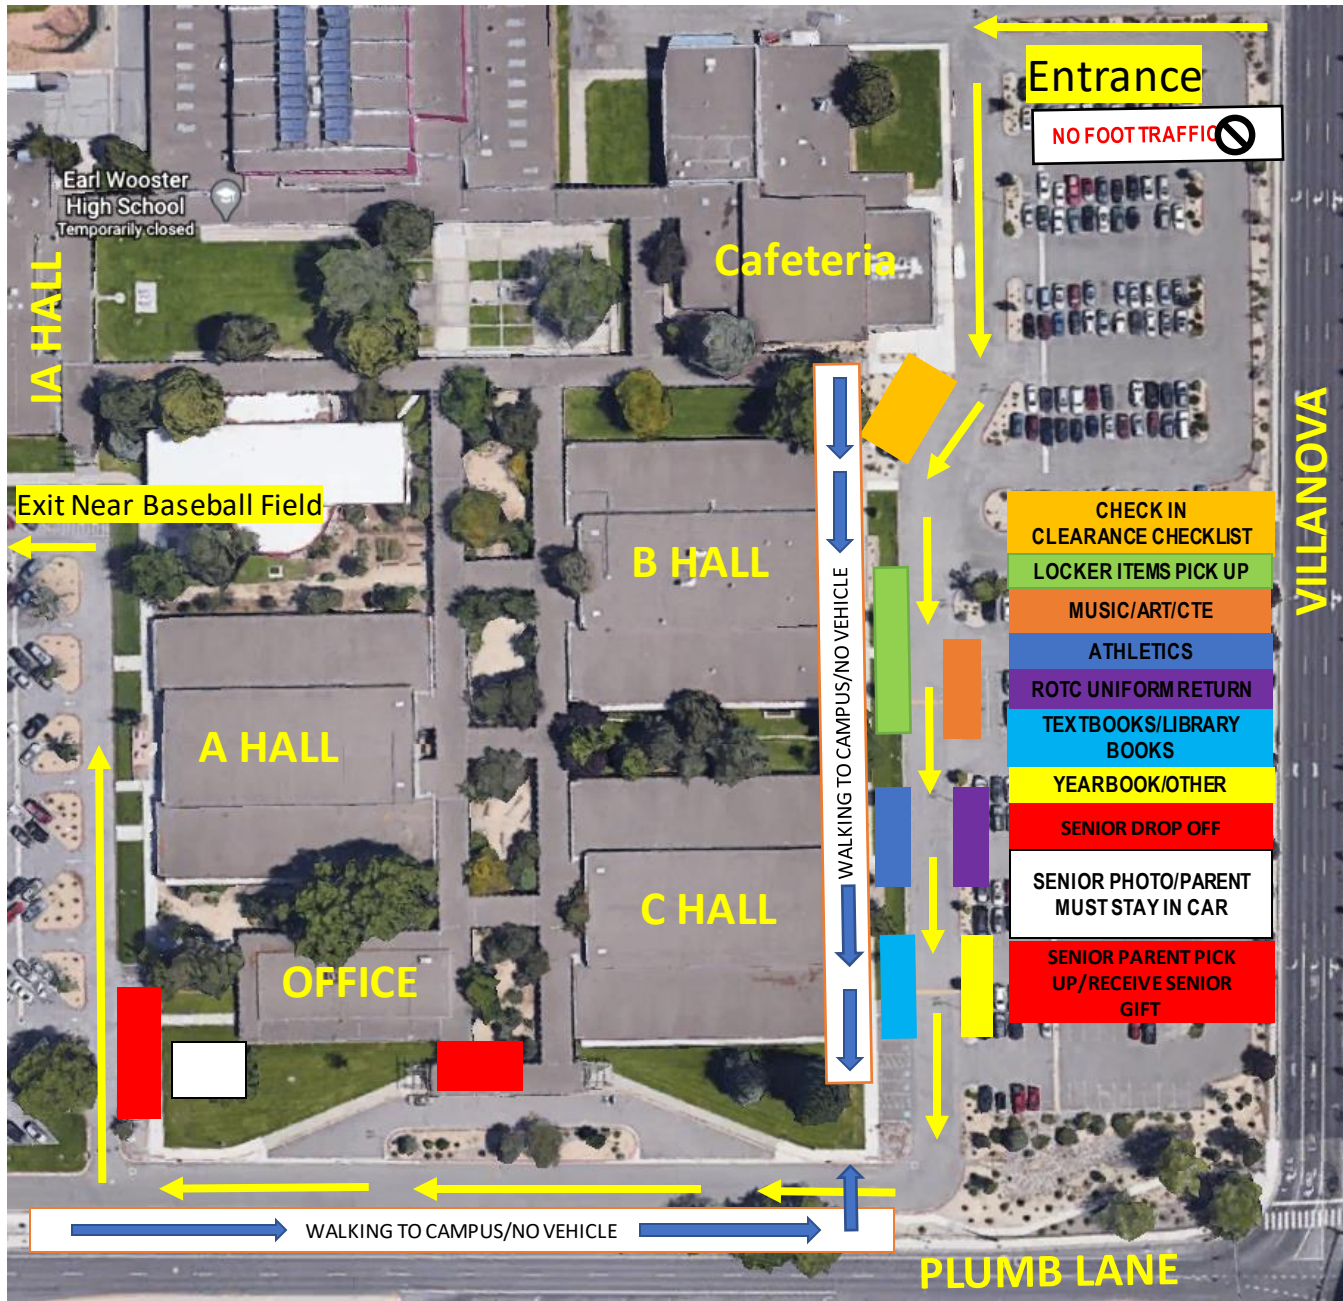 Entrance
NO FOOT TRAFFIC
Earl Wooster
High School
Temporarily closed
Cafeteria
IA HALL
VILLANOVA
Exit Near Baseball Field
B HALL
WALKING TO CAMPUS/NO VEHICLE
CHECK IN
CLEARANCE CHECKLIST
LOCKER ITEMS PICK UP
MUSIC/ART/CTE
ATHLETICS
ROTC UNIFORM RETURN
TEXTBOOKS/LIBRARY
BOOKS
YEARBOOK/OTHER
SENIOR DROP OFF
SENIOR PHOTO/PARENT
MUST STAY IN CAR
SENIOR PARENT PICK
UP/RECEIVE SENIOR
GIFT
A HALL
C HALL
OFFICE
WALKING TO CAMPUS/NO VEHICLE
PLUMB LANE